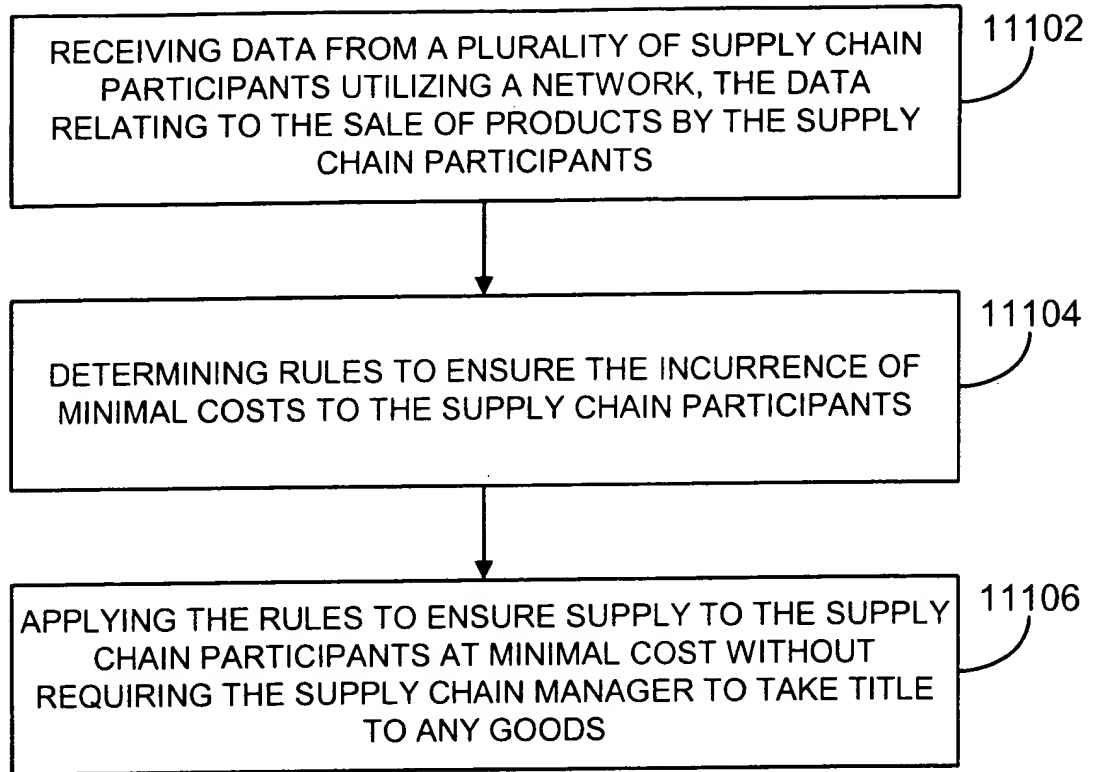 RECEIVING DATA FROM A PLURALITY OF SUPPLY CHAIN
PARTICIPANTS UTILIZING A NETWORK, THE DATA
RELATING TO THE SALE OF PRODUCTS BY THE SUPPLY
CHAIN PARTICIPANTS
11102
DETERMINING RULES TO ENSURE THE INCURRENCE OF
MINIMAL COSTS TO THE SUPPLY CHAIN PARTICIPANTS
11104
APPLYING THE RULES TO ENSURE SUPPLY TO THE SUPPLY
CHAIN PARTICIPANTS AT MINIMAL COST WITHOUT
REQUIRING THE SUPPLY CHAIN MANAGER TO TAKE TITLE
TO ANY GOODS
11106